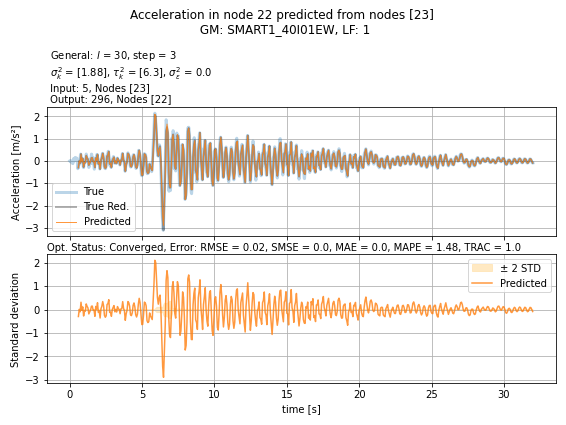 Acceleration in node 22 predicted from nodes [23]
GM: SMART1_40I01EW, LF: 1
General: l = 30, step = 3
σ²ₖ = [1.88], τ²ₖ = [6.3], σ²ε = 0.0
Input: 5, Nodes [23]
Output: 296, Nodes [22]
Acceleration [m/s²]
2
1
0
−1
−2
−3
True
True Red.
Predicted
Opt. Status: Converged, Error: RMSE = 0.02, SMSE = 0.0, MAE = 0.0, MAPE = 1.48, TRAC = 1.0
Standard deviation
2
1
0
−1
−2
−3
± 2 STD
Predicted
0 5 10 15 20 25 30
time [s]